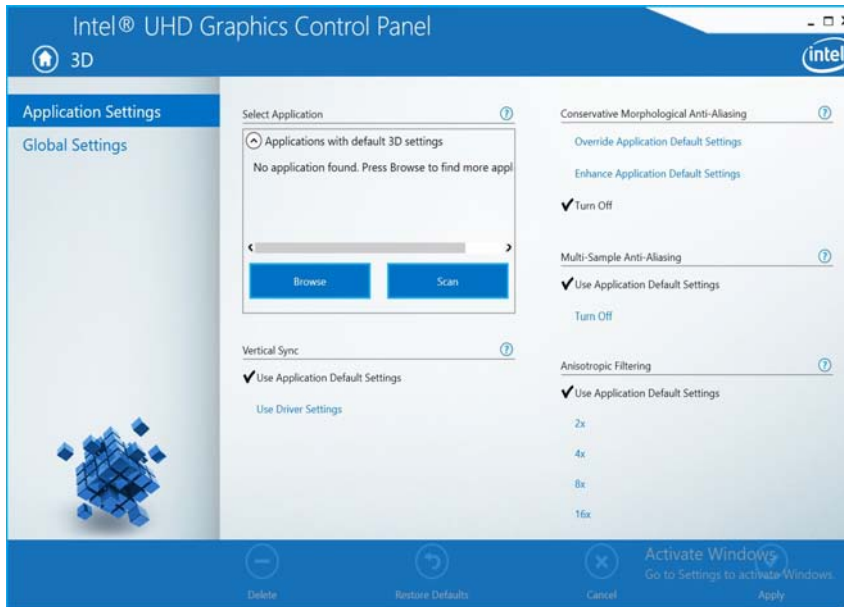 Intel® UHD Graphics Control Panel
3D
intel
Application Settings
Global Settings
Select Application
Applications with default 3D settings
No application found. Press Browse to find more appl
Browse
Scan
Vertical Sync
Use Application Default Settings
Use Driver Settings
Conservative Morphological Anti-Aliasing
Override Application Default Settings
Enhance Application Default Settings
Turn Off
Multi-Sample Anti-Aliasing
Use Application Default Settings
Turn Off
Anisotropic Filtering
Use Application Default Settings
2x
4x
8x
16x
Delete
Restore Defaults
Cancel
Apply
Activate Windows
Go to Settings to activate Windows.